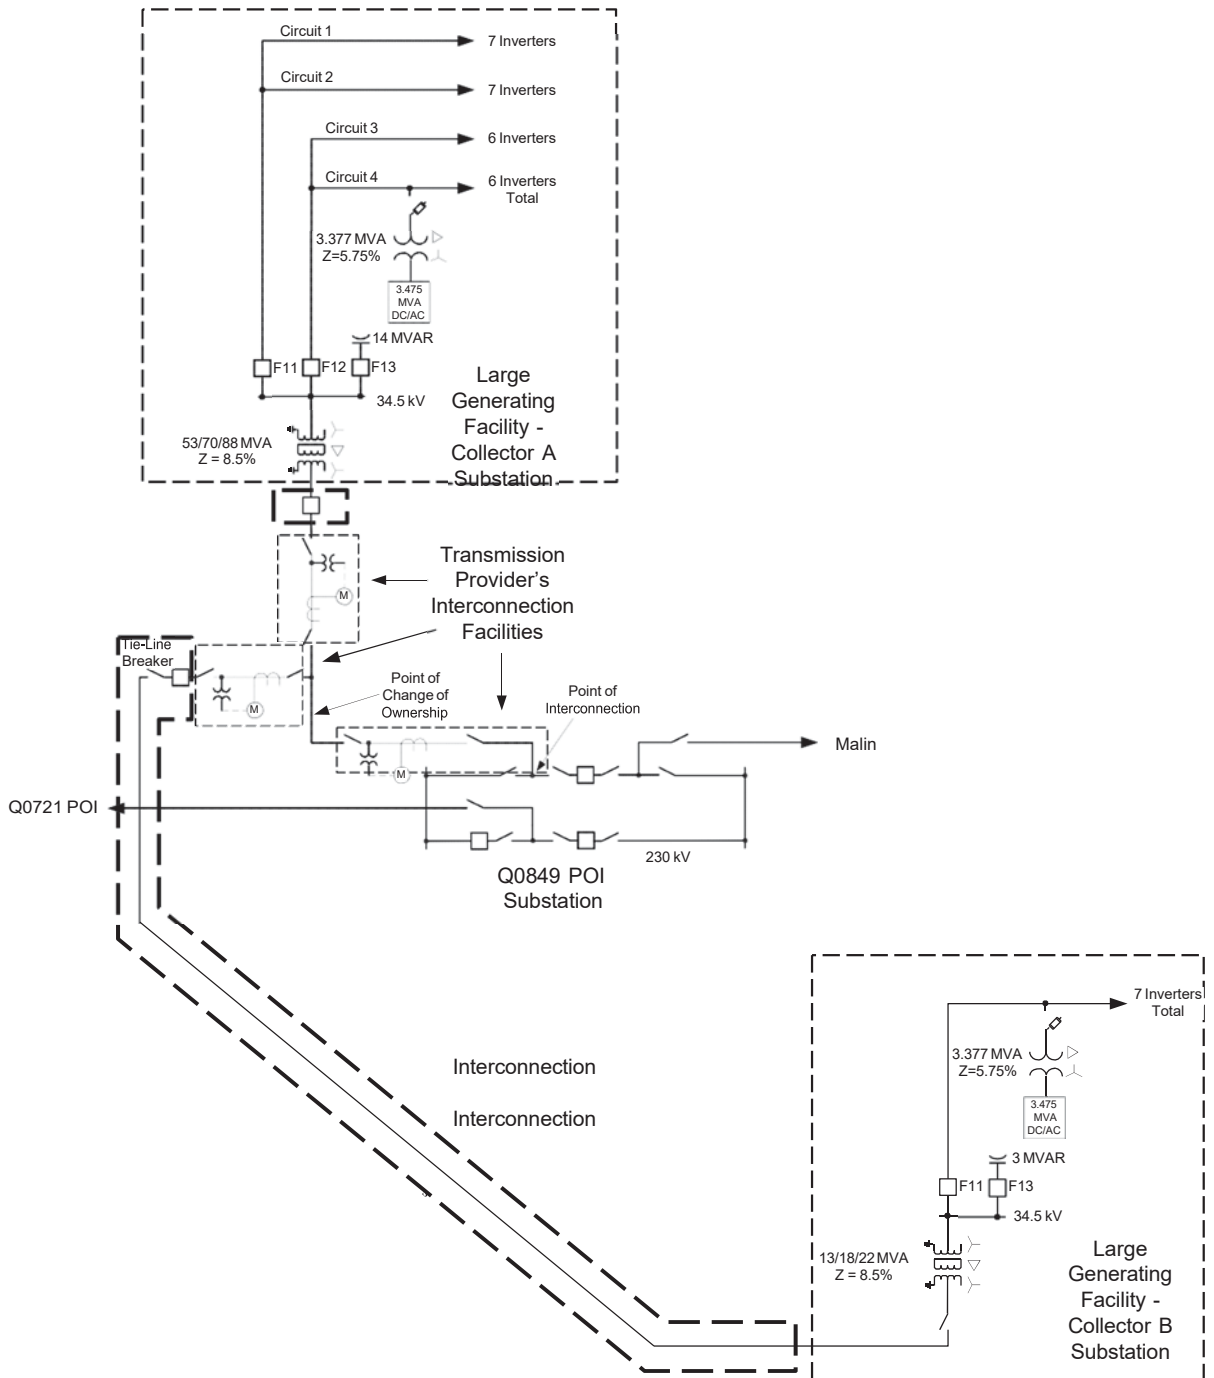 Circuit 1
7 Inverters
Circuit 2
7 Inverters
Circuit 3
6 Inverters
Circuit 4
6 Inverters
Total
3.377 MVA
Z=5.75%
3.475
MVA
DC/AC
14 MVAR
F11
F12
F13
34.5 kV
Large
Generating
Facility -
Collector A
Substation
53/70/88 MVA
Z = 8.5%
Transmission
Provider's
Interconnection
Facilities
M
Tie-Line
Breaker
M
Point of
Change of
Ownership
Point of
Interconnection
M
Malin
Q0721 POI
230 kV
Q0849 POI
Substation
Interconnection
Interconnection
7 Inverters
Total
3.377 MVA
Z=5.75%
3.475
MVA
DC/AC
3 MVAR
F11
F13
34.5 kV
13/18/22 MVA
Z = 8.5%
Large
Generating
Facility -
Collector B
Substation